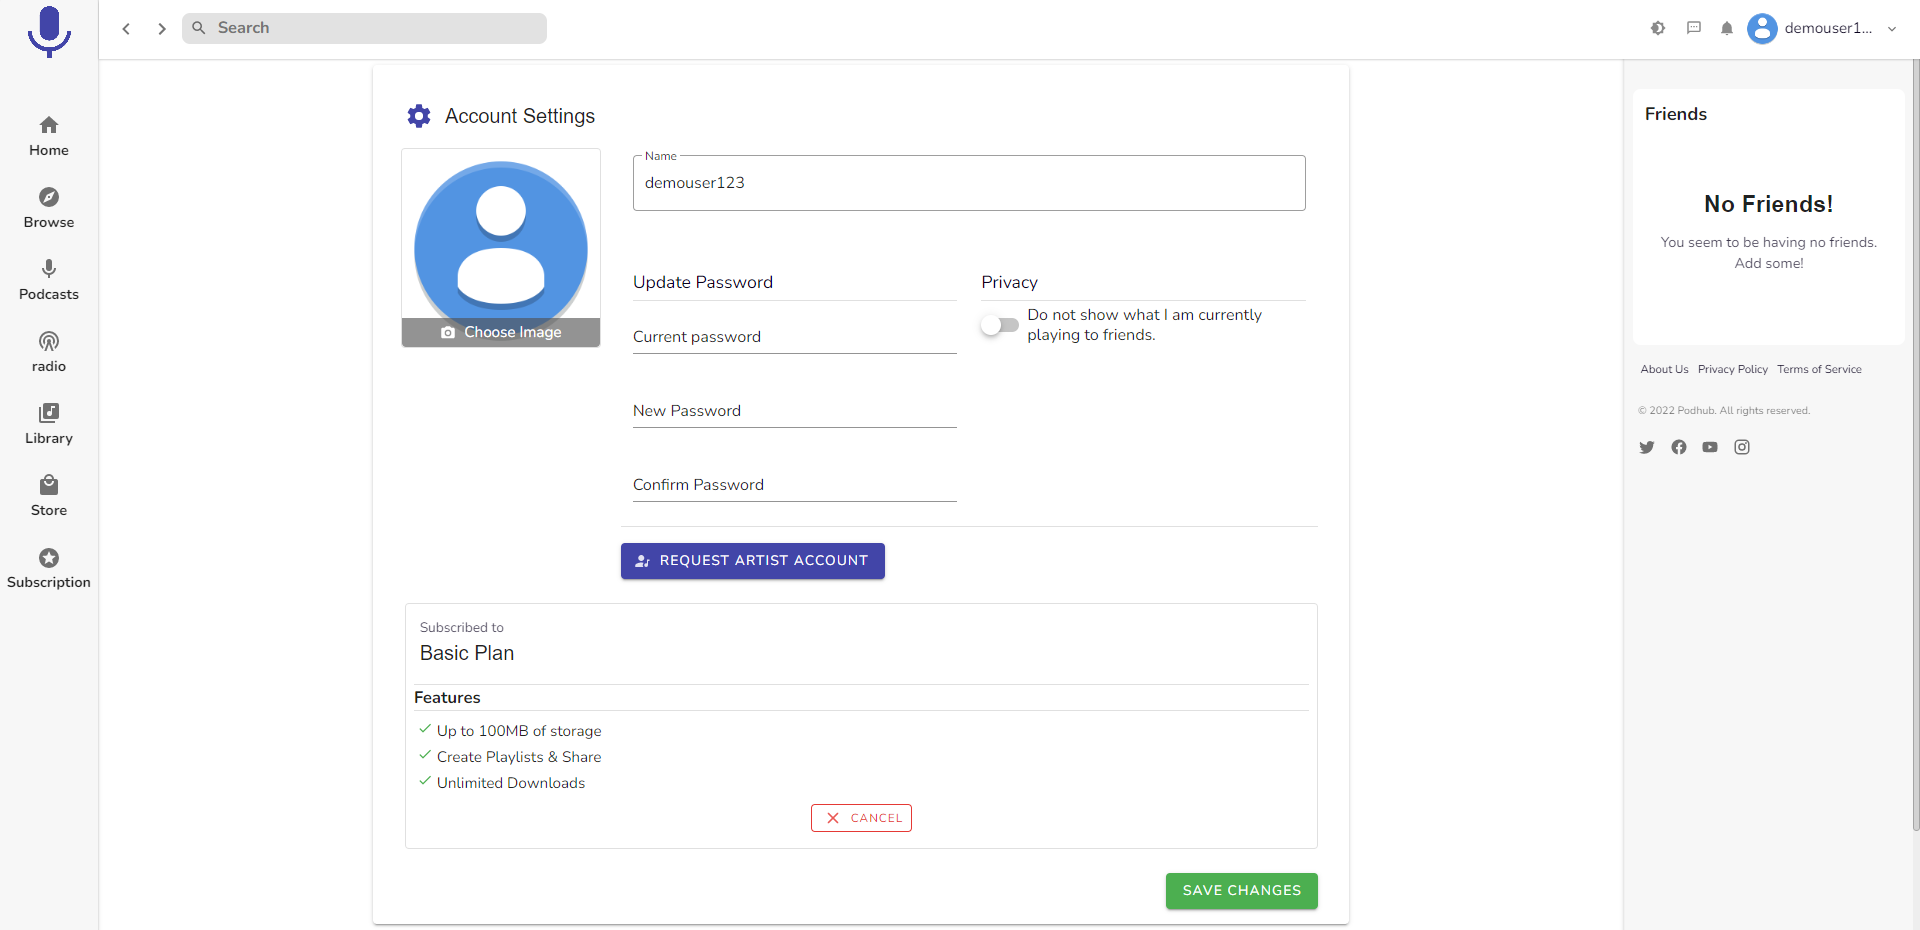 Search
demouser1...
Home
Browse
Podcasts
radio
Library
Store
Subscription
Account Settings
Choose Image
Name
demouser123
Update Password
Current password
New Password
Confirm Password
Privacy
Do not show what I am currently
playing to friends.
REQUEST ARTIST ACCOUNT
Subscribed to
Basic Plan
Features
Up to 100MB of storage
Create Playlists & Share
Unlimited Downloads
CANCEL
SAVE CHANGES
Friends
No Friends!
You seem to be having no friends.
Add some!
About Us Privacy Policy Terms of Service
© 2022 Podhub. All rights reserved.